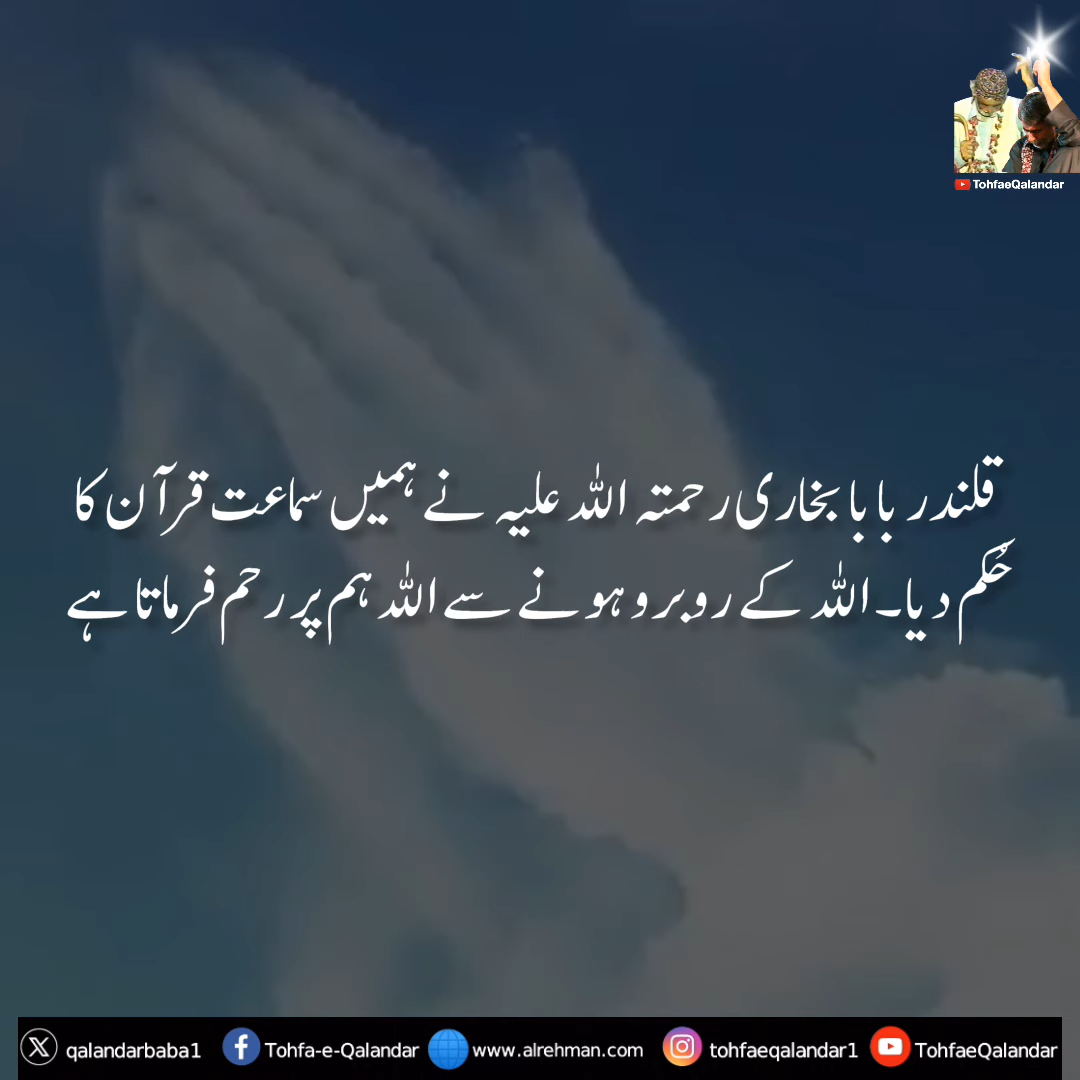 TohfaeQalandar
قلندر بابا بخاری رحمتہ اللہ علیہ نے ہمیں سماعت قرآن کا
حُکم دیا۔ اللہ کے روبرو ہونے سے اللہ ہم پر رحم فرماتا ہے
qalandarbaba1 Tohfa-e-Qalandar www.alrehman.com tohfaeqalandar1 TohfaeQalandar